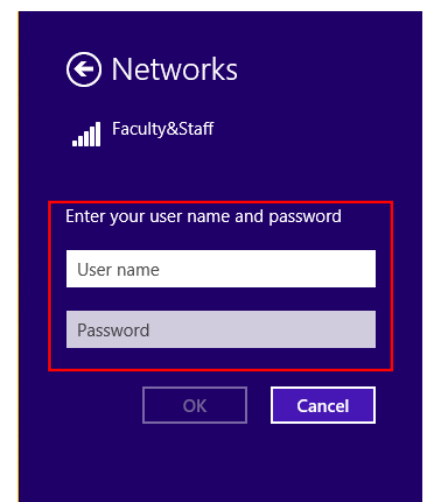 Networks
Faculty&Staff
Enter your user name and password
User name
Password
OK
Cancel